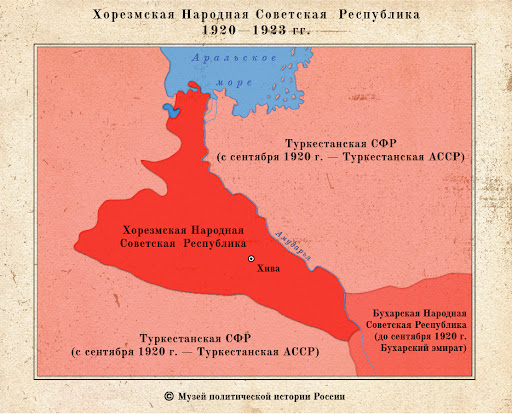 Хорезмская Народная Советская Республика
1920—1923 гг.
Аральское
море
Туркестанская СФР
(с сентября 1920 г. — Туркестанская АССР)
Хорезмская Народная
Советская Республика
Амударья
Хива
Бухарская Народная
Советская Республика
(до сентября 1920 г.
Бухарский эмират)
Туркестанская СФР
(с сентября 1920 г. — Туркестанская АССР)
© Музей политической истории России